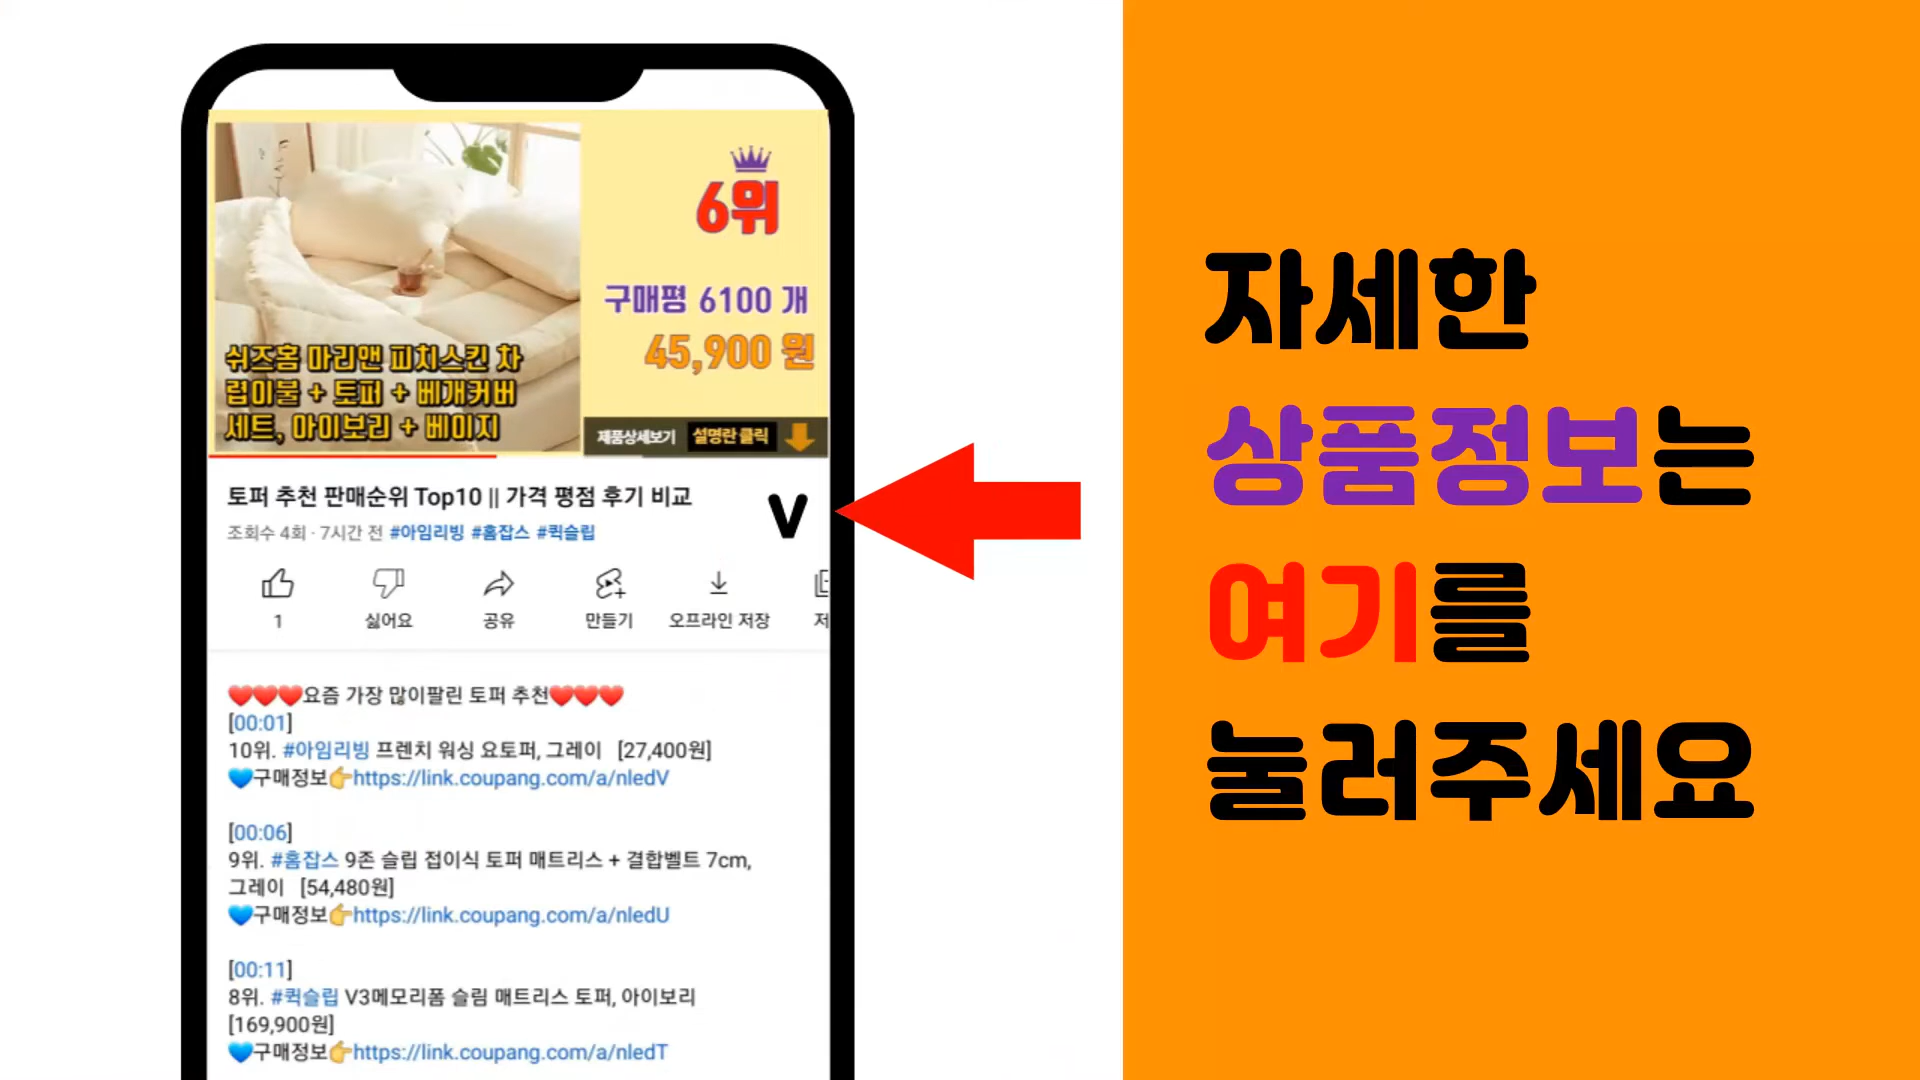 6위
구매평 6100 개
45,900 원
쉬즈홈 마리앤 피치스킨 차
렵이불 + 토퍼 + 베개커버
세트, 아이보리 + 베이지
제품상세보기 설명란 클릭
토퍼 추천 판매순위 Top10 || 가격 평점 후기 비교
V
조회수 4회 · 7시간 전 #아임리빙 #홈잡스 #퀵슬립
1 싫어요 공유 만들기 오프라인 저장 저
❤️❤️❤️요즘 가장 많이팔린 토퍼 추천❤️❤️❤️
[00:01]
10위. #아임리빙 프렌치 워싱 요토퍼, 그레이 [27,400원]
💙구매정보👉https://link.coupang.com/a/nledV
[00:06]
9위. #홈잡스 9존 슬립 접이식 토퍼 매트리스 + 결합벨트 7cm,
그레이 [54,480원]
💙구매정보👉https://link.coupang.com/a/nledU
[00:11]
8위. #퀵슬립 V3메모리폼 슬림 매트리스 토퍼, 아이보리
[169,900원]
💙구매정보👉https://link.coupang.com/a/nledT
자세한
상품정보는
여기를
눌러주세요